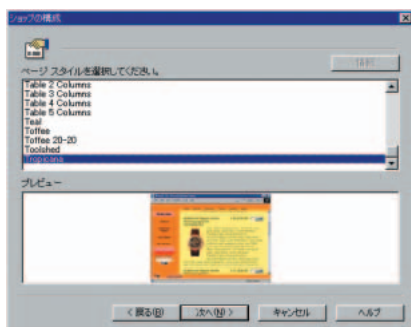 ショップの構成
ページ スタイルを選択してください。
Table 2 Columns
Table 3 Columns
Table 4 Columns
Table 5 Columns
Teal
Toffee
Toffee 20-20
Toolshed
Tropicana
プレビュー
< 戻る(B)
次へ(N) >
キャンセル
ヘルプ